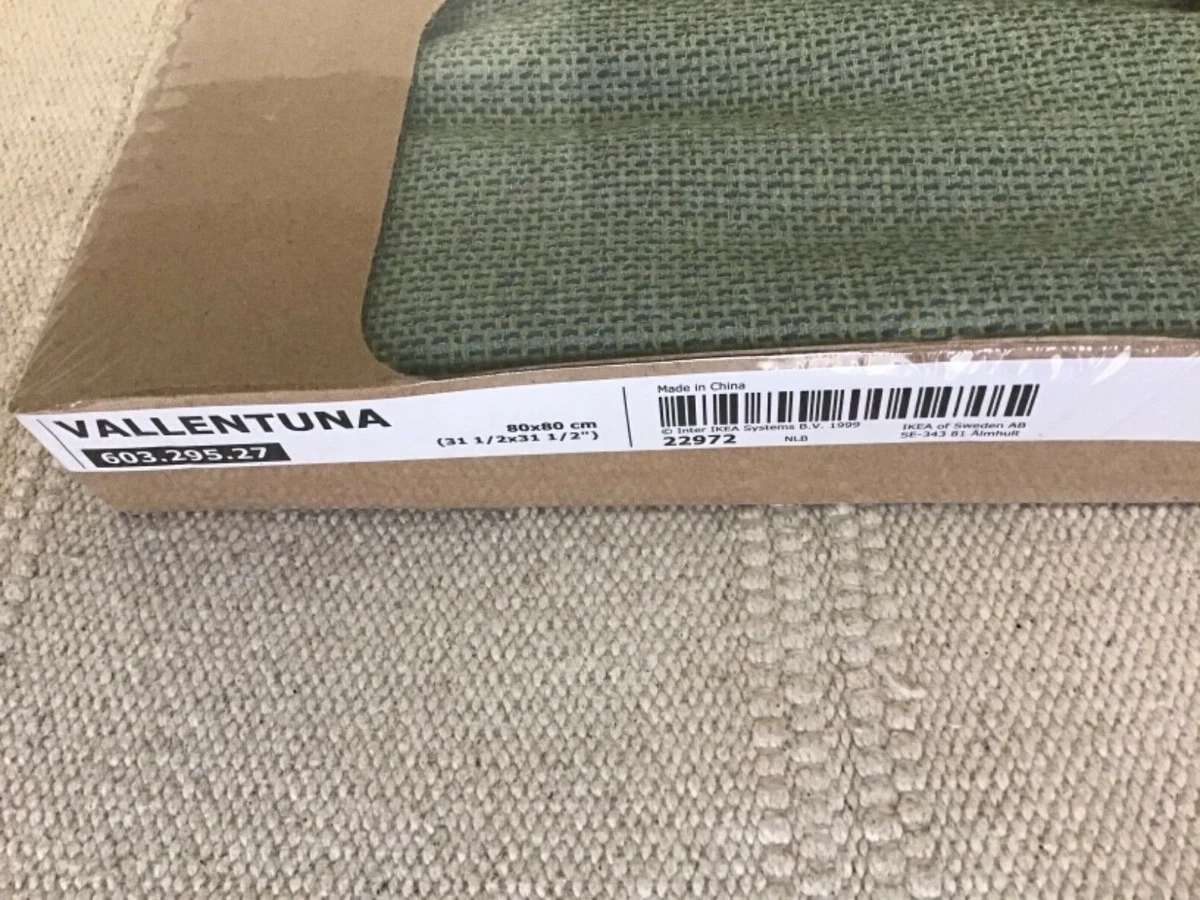 VALLENTUNA
603.295.27
80x80 cm
(31 1/2x31 1/2")
Made in China
© Inter IKEA Systems B.V. 1999
22972
NLB
IKEA of Sweden AB
SE-343 81 Älmhult